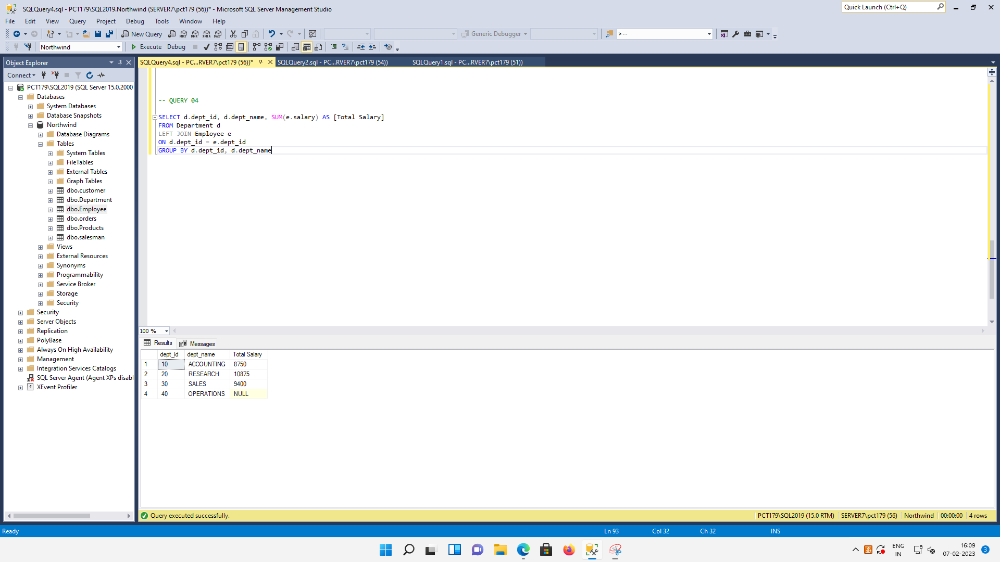 SQLQuery4.sql - PCT179\SQL2019.Northwind (SERVER7\pct179 (56))* - Microsoft SQL Server Management Studio
Quick Launch (Ctrl+Q)
File Edit View Query Project Debug Tools Window Help
New Query MDX DMX XMLA DAX Generic Debugger >--
Northwind Execute Debug
Object Explorer
SQLQuery4.sql - PC...RVER7\pct179 (56))* SQLQuery2.sql - PC...RVER7\pct179 (54)) SQLQuery1.sql - PC...RVER7\pct179 (51))
Connect
PCT179\SQL2019 (SQL Server 15.0.2000
Databases
System Databases
Database Snapshots
Northwind
Database Diagrams
Tables
System Tables
FileTables
External Tables
Graph Tables
dbo.customer
dbo.Department
dbo.Employee
dbo.orders
dbo.Products
dbo.salesman
Views
External Resources
Synonyms
Programmability
Service Broker
Storage
Security
Security
Server Objects
Replication
PolyBase
Always On High Availability
Management
Integration Services Catalogs
SQL Server Agent (Agent XPs disabl
XEvent Profiler
-- QUERY 04
SELECT d.dept_id, d.dept_name, SUM(e.salary) AS [Total Salary]
FROM Department d
LEFT JOIN Employee e
ON d.dept_id = e.dept_id
GROUP BY d.dept_id, d.dept_name
100 %
Results Messages
dept_id dept_name Total Salary
1 10 ACCOUNTING 8750
2 20 RESEARCH 10875
3 30 SALES 9400
4 40 OPERATIONS NULL
Query executed successfully. PCT179\SQL2019 (15.0 RTM) SERVER7\pct179 (56) Northwind 00:00:00 4 rows
Ready Ln 93 Col 32 Ch 32 INS
ENG
IN
16:09
07-02-2023
3